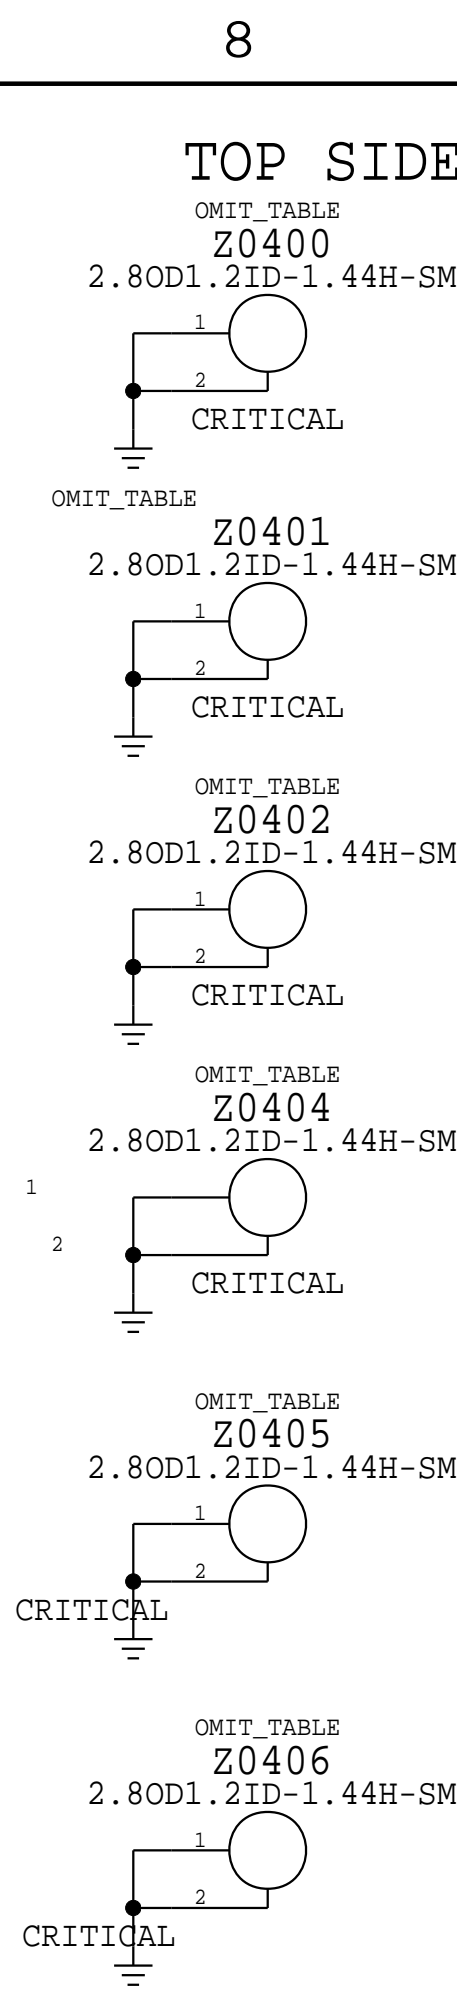 8
TOP SIDE
OMIT_TABLE
Z0400
2.8OD1.2ID-1.44H-SM
1
2
CRITICAL
OMIT_TABLE
Z0401
2.8OD1.2ID-1.44H-SM
1
2
CRITICAL
OMIT_TABLE
Z0402
2.8OD1.2ID-1.44H-SM
1
2
CRITICAL
OMIT_TABLE
Z0404
2.8OD1.2ID-1.44H-SM
1
2
CRITICAL
OMIT_TABLE
Z0405
2.8OD1.2ID-1.44H-SM
1
2
CRITICAL
OMIT_TABLE
Z0406
2.8OD1.2ID-1.44H-SM
1
2
CRITICAL